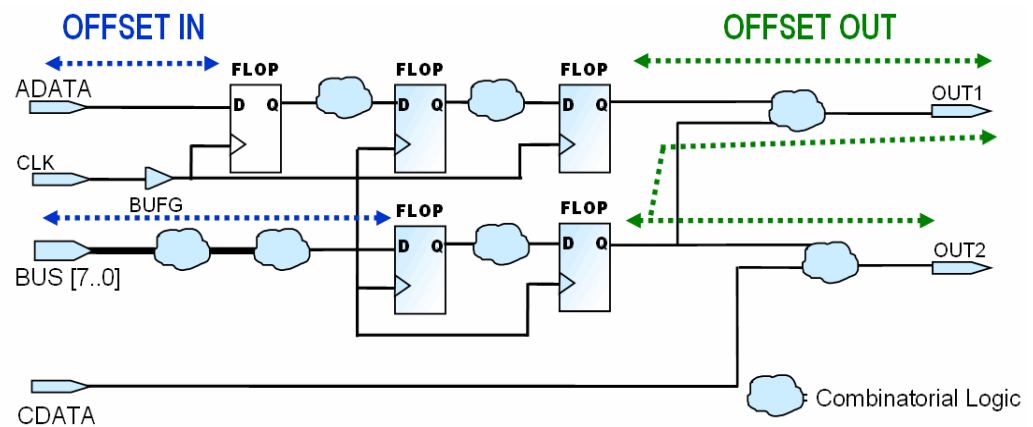 OFFSET IN
OFFSET OUT
FLOP
FLOP
FLOP
ADATA
D Q
D Q
D Q
OUT1
CLK
BUFG
FLOP
FLOP
BUS [7..0]
D Q
D Q
OUT2
CDATA
= Combinatorial Logic